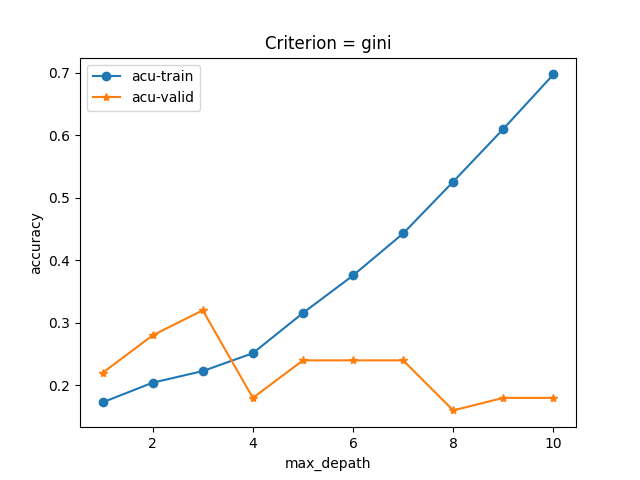 Criterion = gini
acu-train
acu-valid
0.7
0.6
0.5
0.4
0.3
0.2
accuracy
2
4
6
8
10
max_depath